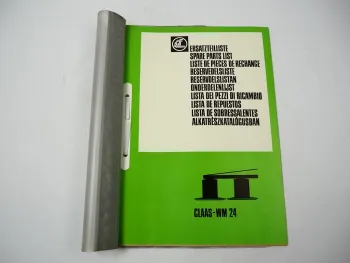 ERSATZTEILLISTE
SPARE PARTS LIST
LISTE DE PIECES DE RECHANGE
RESERVEDELSLISTE
RESERVDELSLISTAN
ONDERDELENLIJST
LISTA DEI PEZZI DI RICAMBIO
LISTA DE REPUESTOS
LISTA DE SOBRESSALENTES
ALKATRÉSZKATALÓGUSBAN
CLAAS-WM 24